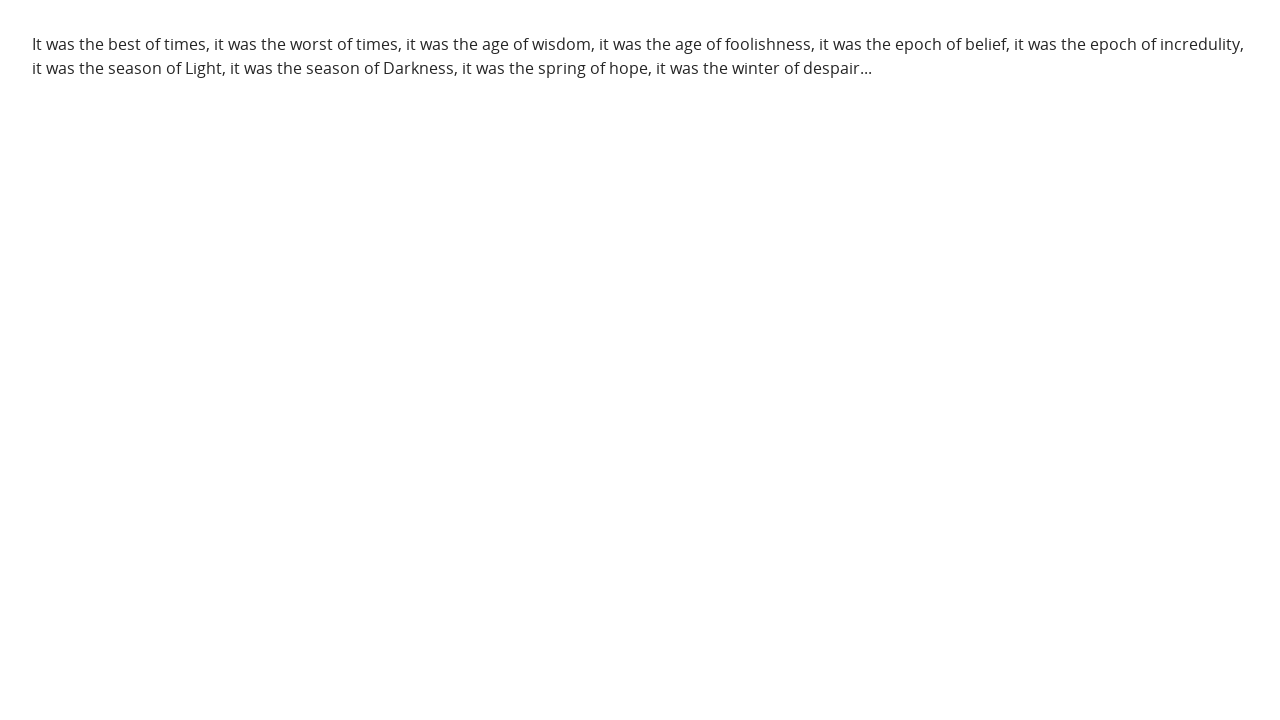 It was the best of times, it was the worst of times, it was the age of wisdom, it was the age of foolishness, it was the epoch of belief, it was the epoch of incredulity,
it was the season of Light, it was the season of Darkness, it was the spring of hope, it was the winter of despair...